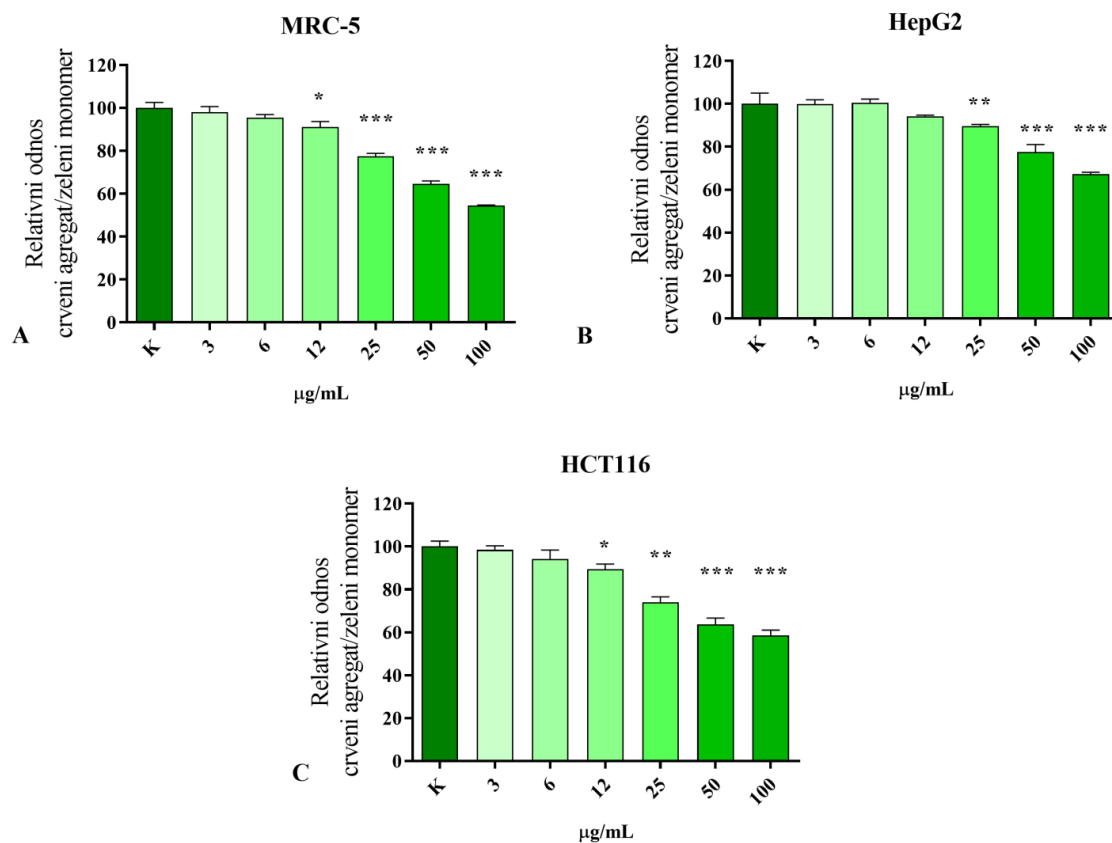 MRC-5
Relativni odnos
crveni agregat/zeleni monomer
120
100
80
60
40
20
0
*
***
***
***
K
3
6
12
25
50
100
µg/mL
A
HepG2
Relativni odnos
crveni agregat/zeleni monomer
120
100
80
60
40
20
0
**
***
***
K
3
6
12
25
50
100
µg/mL
B
HCT116
Relativni odnos
crveni agregat/zeleni monomer
120
100
80
60
40
20
0
*
**
***
***
K
3
6
12
25
50
100
µg/mL
C